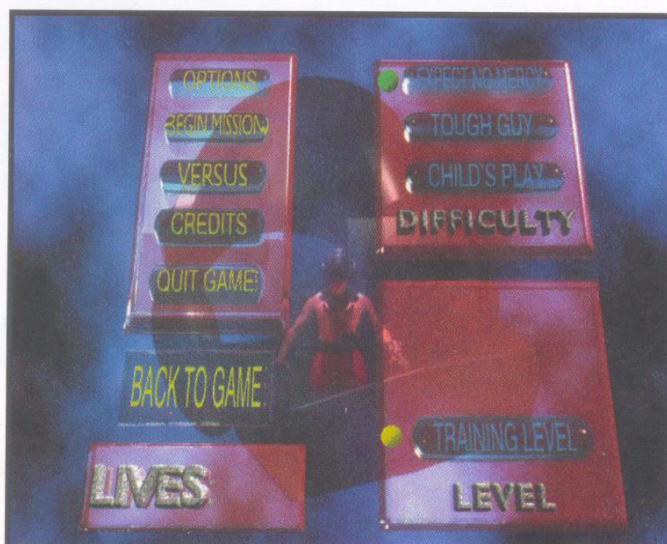 OPTIONS
BEGIN MISSION
VERSUS
CREDITS
QUIT GAME
BACK TO GAME
LIVES
EXPECT NO MERCY
TOUGH GUY
CHILD'S PLAY
DIFFICULTY
TRAINING LEVEL
LEVEL